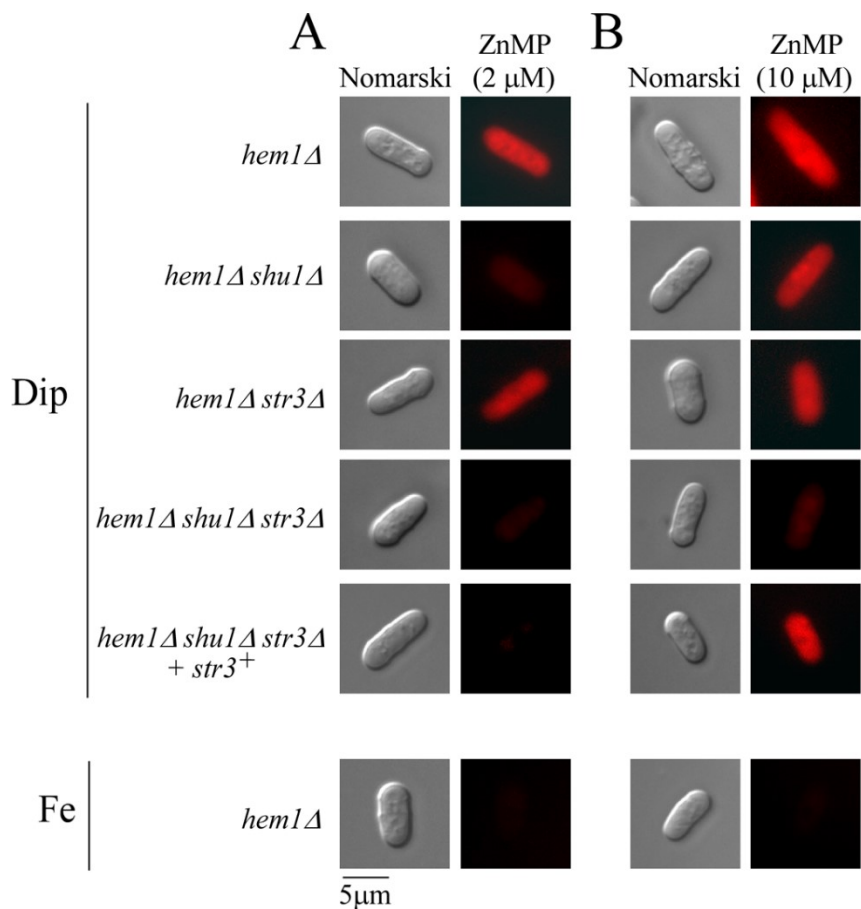 A
B
Nomarski
ZnMP
(2 μM)
ZnMP
(10 μM)
Nomarski
Dip
hem1Δ
hem1Δ shu1Δ
hem1Δ str3Δ
hem1Δ shu1Δ str3Δ
hem1Δ shu1Δ str3Δ
+ str3+
Fe
hem1Δ
5μm